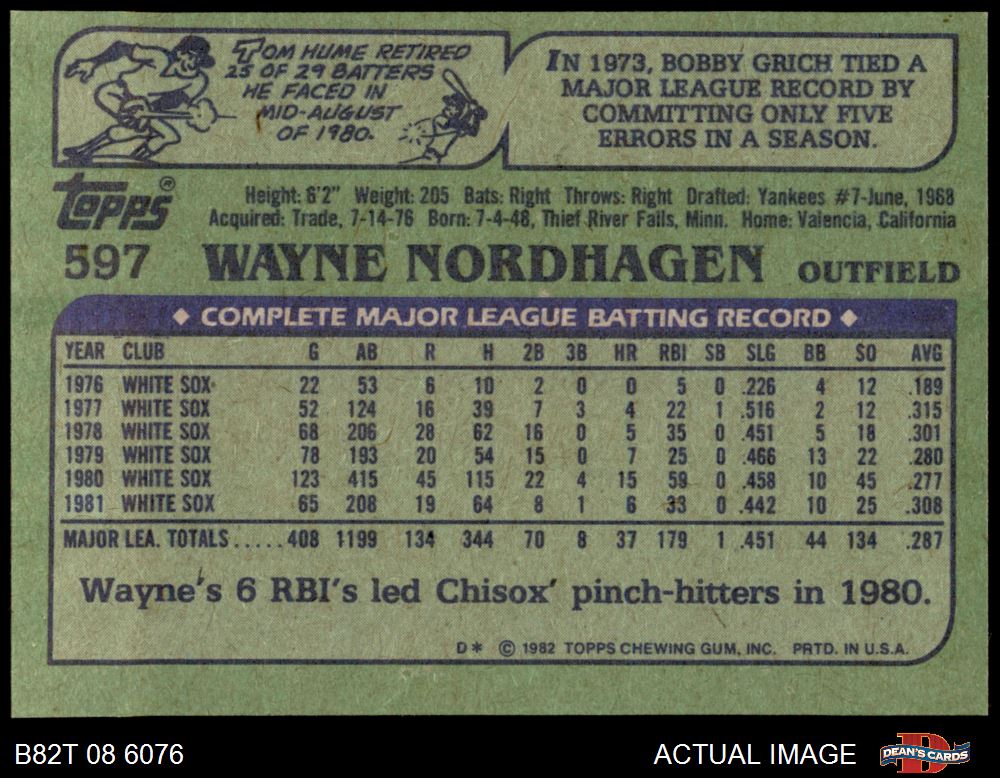 TOM HUME RETIRED
25 OF 29 BATTERS
HE FACED IN
MID-AUGUST
OF 1980.
IN 1973, BOBBY GRICH TIED A
MAJOR LEAGUE RECORD BY
COMMITTING ONLY FIVE
ERRORS IN A SEASON.
TOPPS®
Height: 6'2" Weight: 205 Bats: Right Throws: Right Drafted: Yankees #7-June, 1968
Acquired: Trade, 7-14-76 Born: 7-4-48, Thief River Falls, Minn. Home: Valencia, California
597 WAYNE NORDHAGEN OUTFIELD
◆ COMPLETE MAJOR LEAGUE BATTING RECORD ◆
YEAR CLUB G AB R H 2B 3B HR RBI SB SLG BB SO AVG
1976 WHITE SOX 22 53 6 10 2 0 0 5 0 .226 4 12 .189
1977 WHITE SOX 52 124 16 39 7 3 4 22 1 .516 2 12 .315
1978 WHITE SOX 68 206 28 62 16 0 5 35 0 .451 5 18 .301
1979 WHITE SOX 78 193 20 54 15 0 7 25 0 .466 13 22 .280
1980 WHITE SOX 123 415 45 115 22 4 15 59 0 .458 10 45 .277
1981 WHITE SOX 65 208 19 64 8 1 6 33 0 .442 10 25 .308
MAJOR LEA. TOTALS.....408 1199 134 344 70 8 37 179 1 .451 44 134 .287
Wayne's 6 RBI's led Chisox' pinch-hitters in 1980.
D* © 1982 TOPPS CHEWING GUM, INC. PRTD. IN U.S.A.
B82T 08 6076 ACTUAL IMAGE DEAN'S CARDS